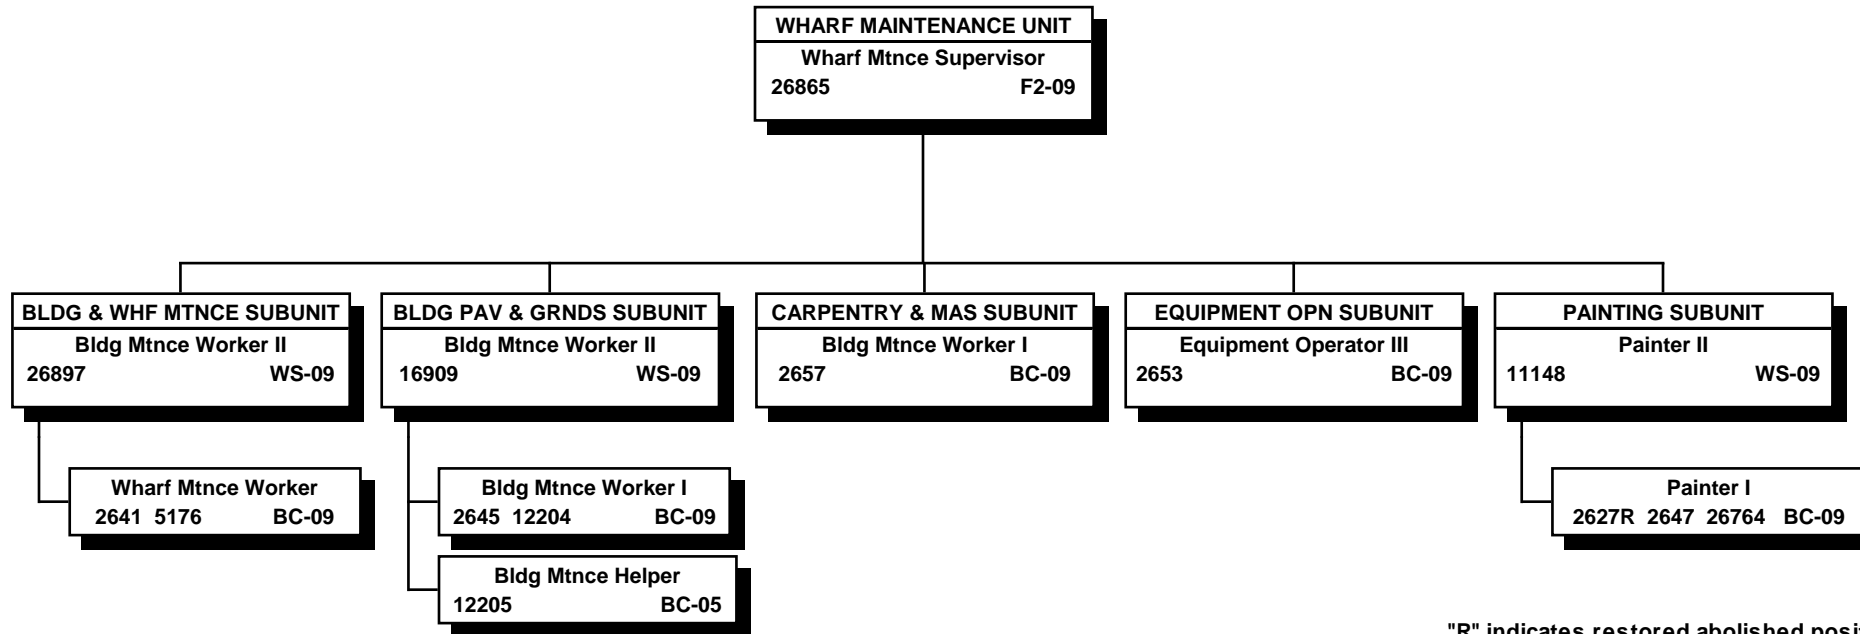 WHARF MAINTENANCE UNIT
Wharf Mtnce Supervisor
26865 F2-09
BLDG & WHF MTNCE SUBUNIT
Bldg Mtnce Worker II
26897 WS-09
Wharf Mtnce Worker
2641 5176 BC-09
BLDG PAV & GRNDS SUBUNIT
Bldg Mtnce Worker II
16909 WS-09
Bldg Mtnce Worker I
2645 12204 BC-09
Bldg Mtnce Helper
12205 BC-05
CARPENTRY & MAS SUBUNIT
Bldg Mtnce Worker I
2657 BC-09
EQUIPMENT OPN SUBUNIT
Equipment Operator III
2653 BC-09
PAINTING SUBUNIT
Painter II
11148 WS-09
Painter I
2627R 2647 26764 BC-09
"R" indicates restored abolished